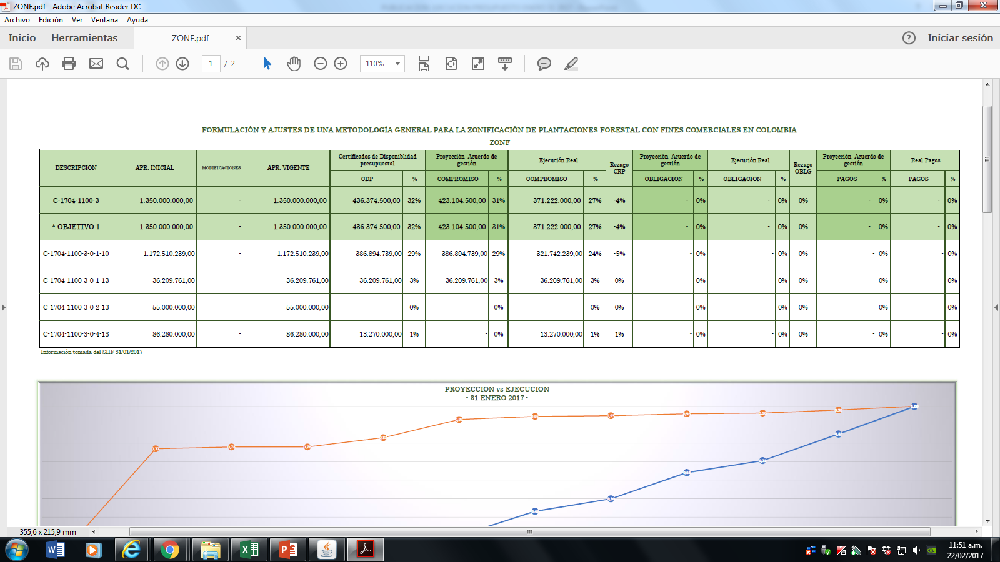 ZONF.pdf - Adobe Acrobat Reader DC
Archivo Edición Ver Ventana Ayuda
Inicio Herramientas ZONF.pdf × ? Iniciar sesión
1 / 2 110%
FORMULACIÓN Y AJUSTES DE UNA METODOLOGÍA GENERAL PARA LA ZONIFICACIÓN DE PLANTACIONES FORESTAL CON FINES COMERCIALES EN COLOMBIA
ZONF
DESCRIPCION APR. INICIAL MODIFICACIONES APR. VIGENTE Certificados de Disponiblidad presupuestal Proyección Acuerdo de gestión Ejecución Real Rezago CRP Proyección Acuerdo de gestión Ejecución Real Rezago OBLG Proyección Acuerdo de gestión Real Pagos
CDP % COMPROMISO % COMPROMISO % OBLIGACION % OBLIGACION % PAGOS % PAGOS %
C-1704-1100-3 1.350.000.000,00 - 1.350.000.000,00 436.374.500,00 32% 423.104.500,00 31% 371.222.000,00 27% -4% - 0% - 0% 0% - 0% - 0%
* OBJETIVO 1 1.350.000.000,00 - 1.350.000.000,00 436.374.500,00 32% 423.104.500,00 31% 371.222.000,00 27% -4% - 0% - 0% 0% - 0% - 0%
C-1704-1100-3-0-1-10 1.172.510.239,00 - 1.172.510.239,00 386.894.739,00 29% 386.894.739,00 29% 321.742.239,00 24% -5% - 0% - 0% 0% - 0% - 0%
C-1704-1100-3-0-1-13 36.209.761,00 - 36.209.761,00 36.209.761,00 3% 36.209.761,00 3% 36.209.761,00 3% 0% - 0% - 0% 0% - 0% - 0%
C-1704-1100-3-0-2-13 55.000.000,00 - 55.000.000,00 - 0% - 0% - 0% 0% - 0% - 0% 0% - 0% - 0%
C-1704-1100-3-0-4-13 86.280.000,00 - 86.280.000,00 13.270.000,00 1% - 0% 13.270.000,00 1% 1% - 0% - 0% 0% - 0% - 0%
Información tomada del SIIF 31/01/2017
PROYECCION vs EJECUCION
- 31 ENERO 2017 -
355,6 x 215,9 mm
11:51 a.m.
22/02/2017